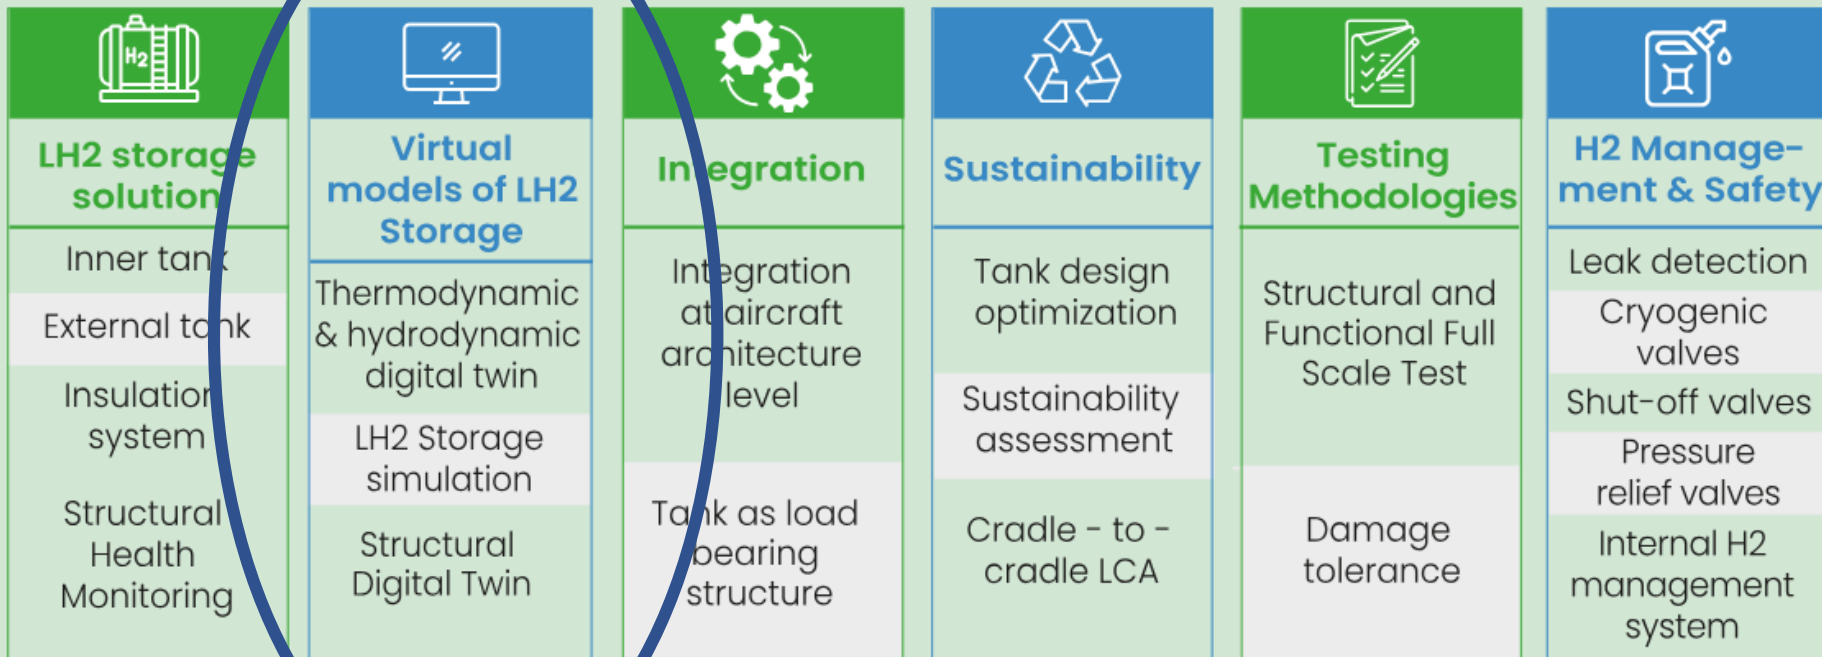 H2
LH2 storage
solution
Inner tank
External tank
Insulation
system
Structural
Health
Monitoring
Virtual
models of LH2
Storage
Thermodynamic
& hydrodynamic
digital twin
LH2 Storage
simulation
Structural
Digital Twin
Integration
Integration
at aircraft
architecture
level
Tank as load
bearing
structure
Sustainability
Tank design
optimization
Sustainability
assessment
Cradle - to -
cradle LCA
Testing
Methodologies
Structural and
Functional Full
Scale Test
Damage
tolerance
H2 Manage-
ment & Safety
Leak detection
Cryogenic
valves
Shut-off valves
Pressure
relief valves
Internal H2
management
system